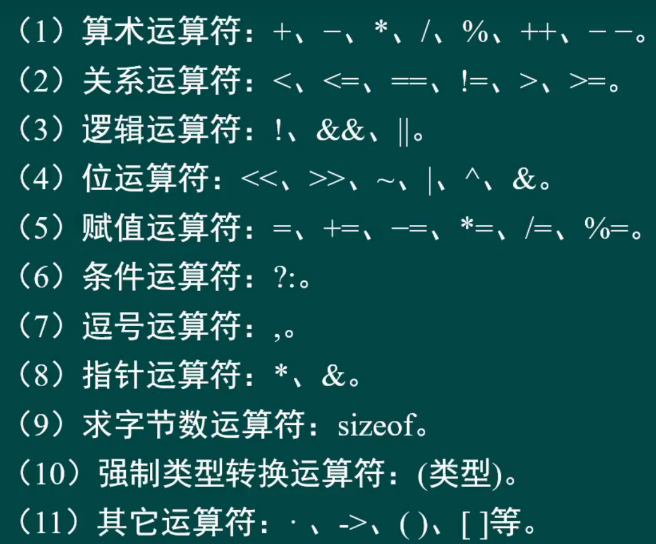 （1）算术运算符：+、−、*、/、%、++、− −。
（2）关系运算符：<、<=、==、!=、>、>=。
（3）逻辑运算符：!、&&、||。
（4）位运算符：<<、>>、~、|、^、&。
（5）赋值运算符：=、+=、−=、*=、/=、%=。
（6）条件运算符：?:。
（7）逗号运算符：,。
（8）指针运算符：*、&。
（9）求字节数运算符：sizeof。
（10）强制类型转换运算符：(类型)。
（11）其它运算符：· 、->、( )、[ ]等。